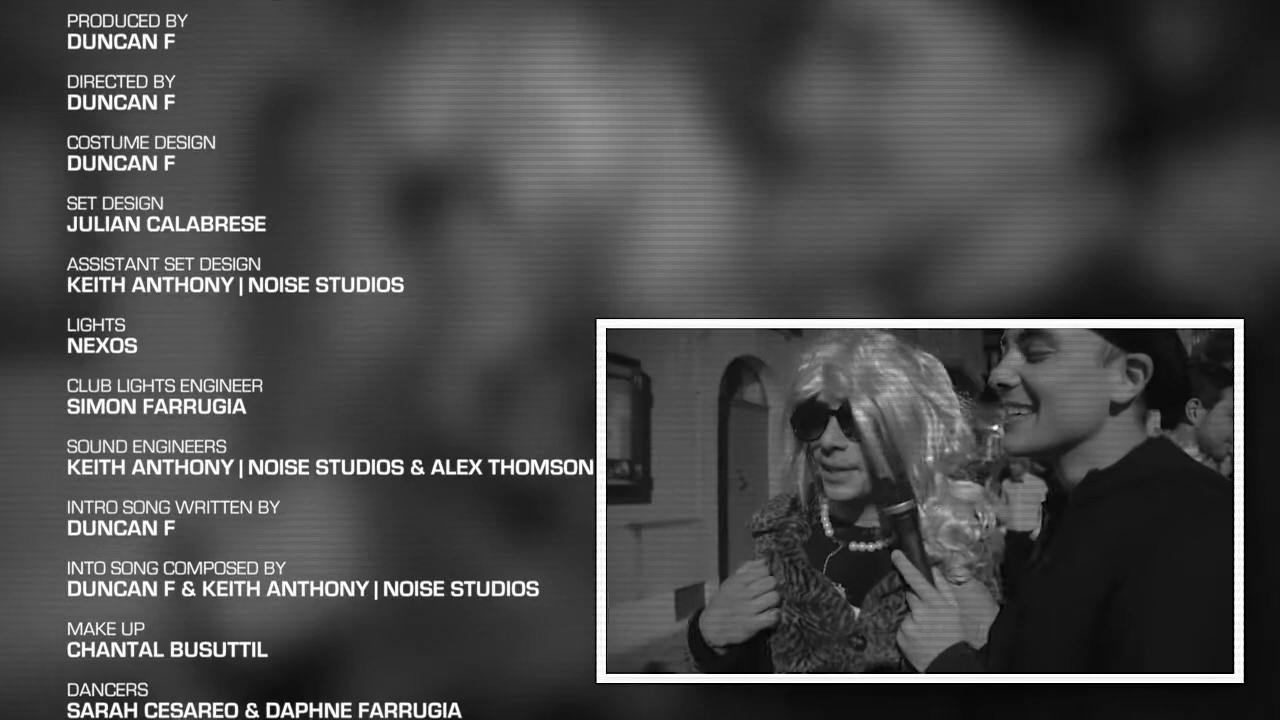 PRODUCED BY
DUNCAN F
DIRECTED BY
DUNCAN F
COSTUME DESIGN
DUNCAN F
SET DESIGN
JULIAN CALABRESE
ASSISTANT SET DESIGN
KEITH ANTHONY | NOISE STUDIOS
LIGHTS
NEXOS
CLUB LIGHTS ENGINEER
SIMON FARRUGIA
SOUND ENGINEERS
KEITH ANTHONY | NOISE STUDIOS & ALEX THOMSON
INTRO SONG WRITTEN BY
DUNCAN F
INTO SONG COMPOSED BY
DUNCAN F & KEITH ANTHONY | NOISE STUDIOS
MAKE UP
CHANTAL BUSUTTIL
DANCERS
SARAH CESAREO & DAPHNE FARRUGIA